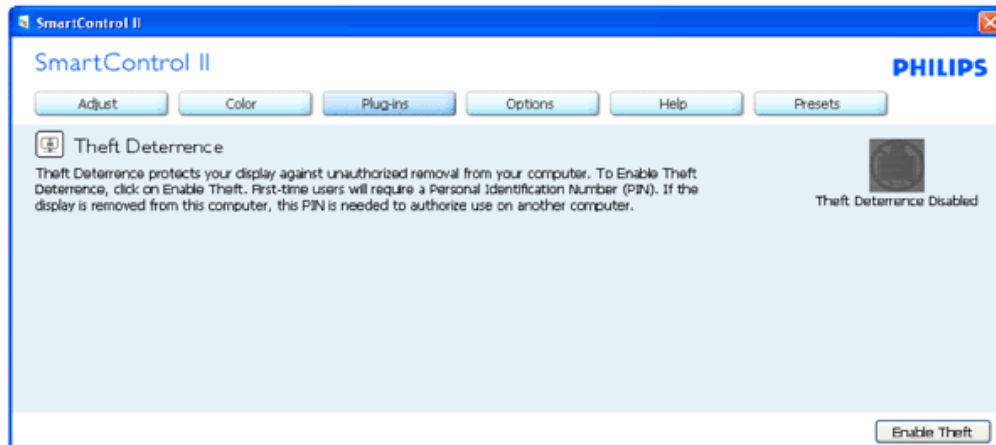 SmartControl II
SmartControl II
PHILIPS
Adjust Color Plug-ins Options Help Presets
Theft Deterrence
Theft Deterrence protects your display against unauthorized removal from your computer. To Enable Theft
Deterrence, click on Enable Theft. First-time users will require a Personal Identification Number (PIN). If the
display is removed from this computer, this PIN is needed to authorize use on another computer.
Theft Deterrence Disabled
Enable Theft